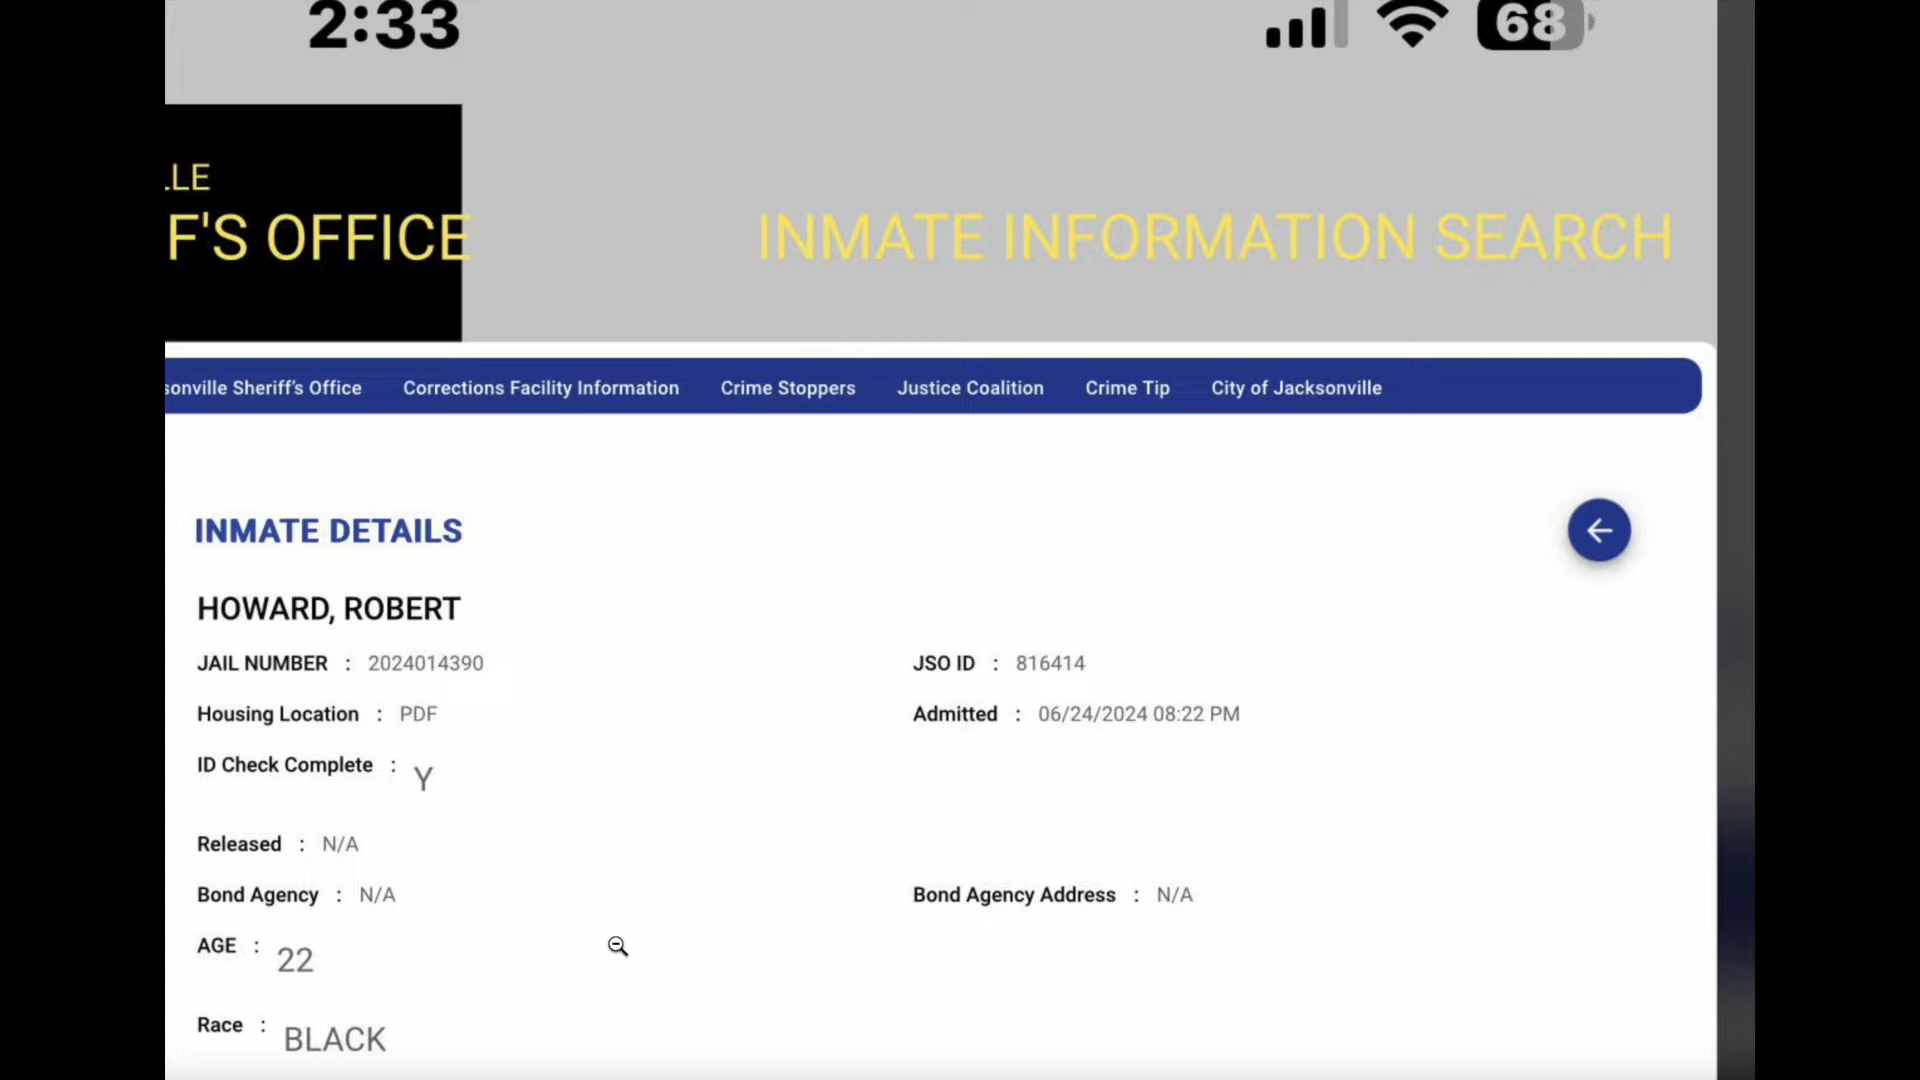 2:33
68
LLE
F'S OFFICE
INMATE INFORMATION SEARCH
sonville Sheriff's Office Corrections Facility Information Crime Stoppers Justice Coalition Crime Tip City of Jacksonville
INMATE DETAILS
HOWARD, ROBERT
JAIL NUMBER : 2024014390 JSO ID : 816414
Housing Location : PDF Admitted : 06/24/2024 08:22 PM
ID Check Complete : Y
Released : N/A
Bond Agency : N/A Bond Agency Address : N/A
AGE : 22
Race : BLACK